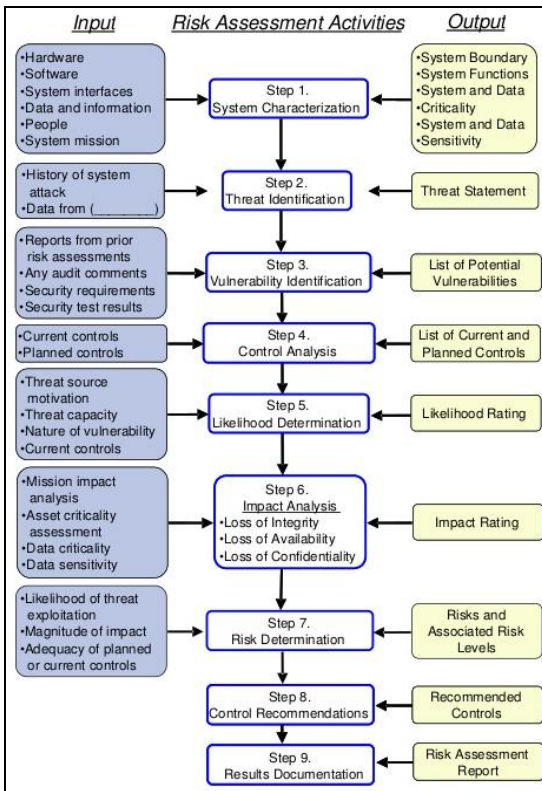 Input
Risk Assessment Activities
Output
•Hardware
•Software
•System interfaces
•Data and information
•People
•System mission
Step 1.
System Characterization
•System Boundary
•System Functions
•System and Data
•Criticality
•System and Data
•Sensitivity
•History of system
attack
•Data from (________)
Step 2.
Threat Identification
Threat Statement
•Reports from prior
risk assessments
•Any audit comments
•Security requirements
•Security test results
Step 3.
Vulnerability Identification
List of Potential
Vulnerabilities
•Current controls
•Planned controls
Step 4.
Control Analysis
List of Current and
Planned Controls
•Threat source
motivation
•Threat capacity
•Nature of vulnerability
•Current controls
Step 5.
Likelihood Determination
Likelihood Rating
•Mission impact
analysis
•Asset criticality
assessment
•Data criticality
•Data sensitivity
Step 6.
Impact Analysis
•Loss of Integrity
•Loss of Availability
•Loss of Confidentiality
Impact Rating
•Likelihood of threat
exploitation
•Magnitude of impact
•Adequacy of planned
or current controls
Step 7.
Risk Determination
Risks and
Associated Risk
Levels
Step 8.
Control Recommendations
Recommended
Controls
Step 9.
Results Documentation
Risk Assessment
Report